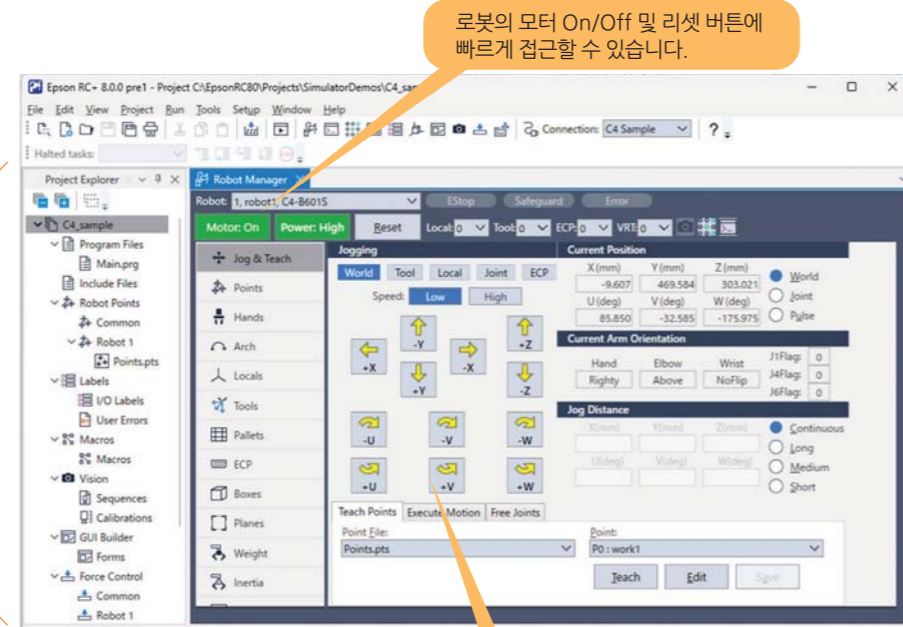 로봇의 모터 On/Off 및 리셋 버튼에
빠르게 접근할 수 있습니다.
Epson RC+ 8.0.0 pre1 - Project C:\EpsonRC80\Projects\SimulatorDemos\C4_sar
File Edit View Project Run Tools Setup Window Help
Connection: C4 Sample ?
Halted tasks:
Project Explorer
Robot Manager
Robot: 1, robot1, C4-B601S EStop Safeguard Error
Motor: On Power: High Reset Local: 0 Tool: 0 ECP: 0 VRT: 0
C4_sample
Program Files
Main.prg
Include Files
Robot Points
Common
Robot 1
Points.pts
Labels
I/O Labels
User Errors
Macros
Macros
Vision
Sequences
Calibrations
GUI Builder
Forms
Force Control
Common
Robot 1
Jog & Teach
Points
Hands
Arch
Locals
Tools
Pallets
ECP
Boxes
Planes
Weight
Inertia
Jogging
World Tool Local Joint ECP
Speed: Low High
-Y +Z
+X -X
+Y -Z
-U -V -W
+U +V +W
Current Position
X (mm) Y (mm) Z (mm)
-9.607 469.584 303.021
U (deg) V (deg) W (deg)
85.850 -32.585 -175.975
World
Joint
Pulse
Current Arm Orientation
Hand Elbow Wrist
Righty Above NoFlip
J1Flag: 0
J4Flag: 0
J6Flag: 0
Jog Distance
X(mm) Y(mm) Z(mm)
U(deg) V(deg) W(deg)
Continuous
Long
Medium
Short
Teach Points Execute Motion Free Joints
Point File: Point:
Points.pts P0 : work1
Teach Edit Save